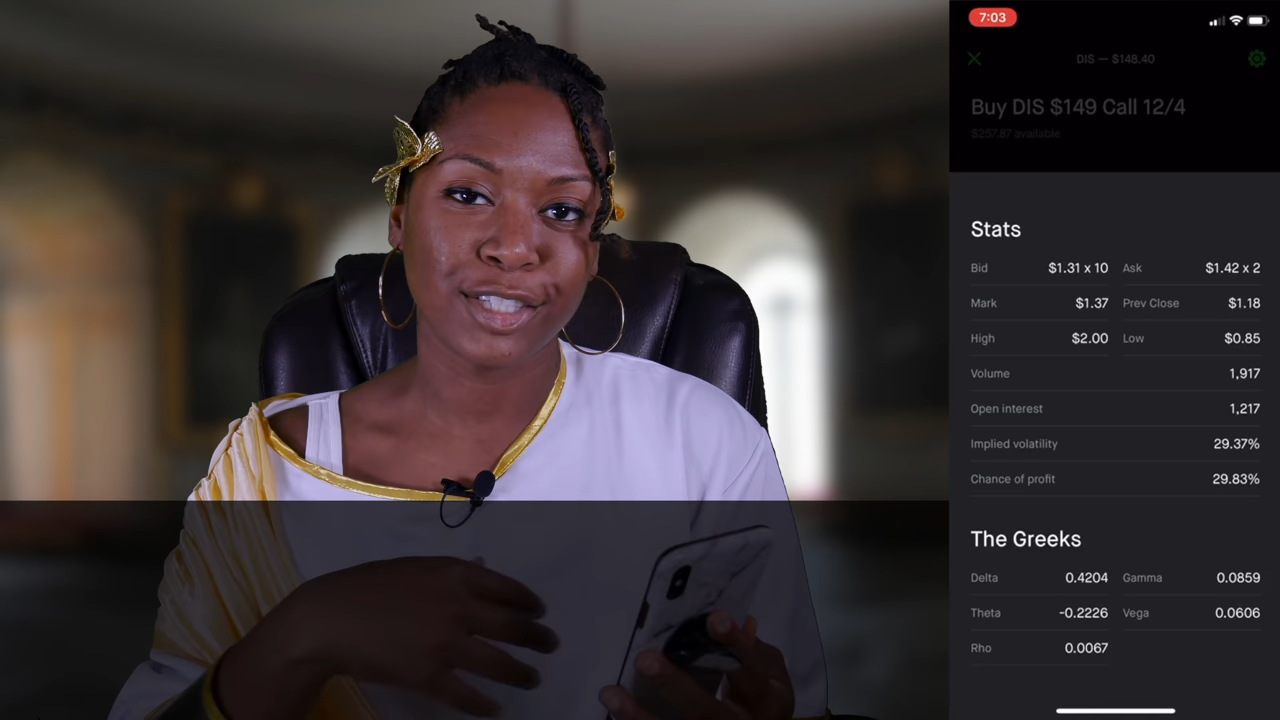 7:03
DIS — $148.40
Buy DIS $149 Call 12/4
$257.87 available
Stats
Bid $1.31 x 10 Ask $1.42 x 2
Mark $1.37 Prev Close $1.18
High $2.00 Low $0.85
Volume 1,917
Open interest 1,217
Implied volatility 29.37%
Chance of profit 29.83%
The Greeks
Delta 0.4204 Gamma 0.0859
Theta -0.2226 Vega 0.0606
Rho 0.0067